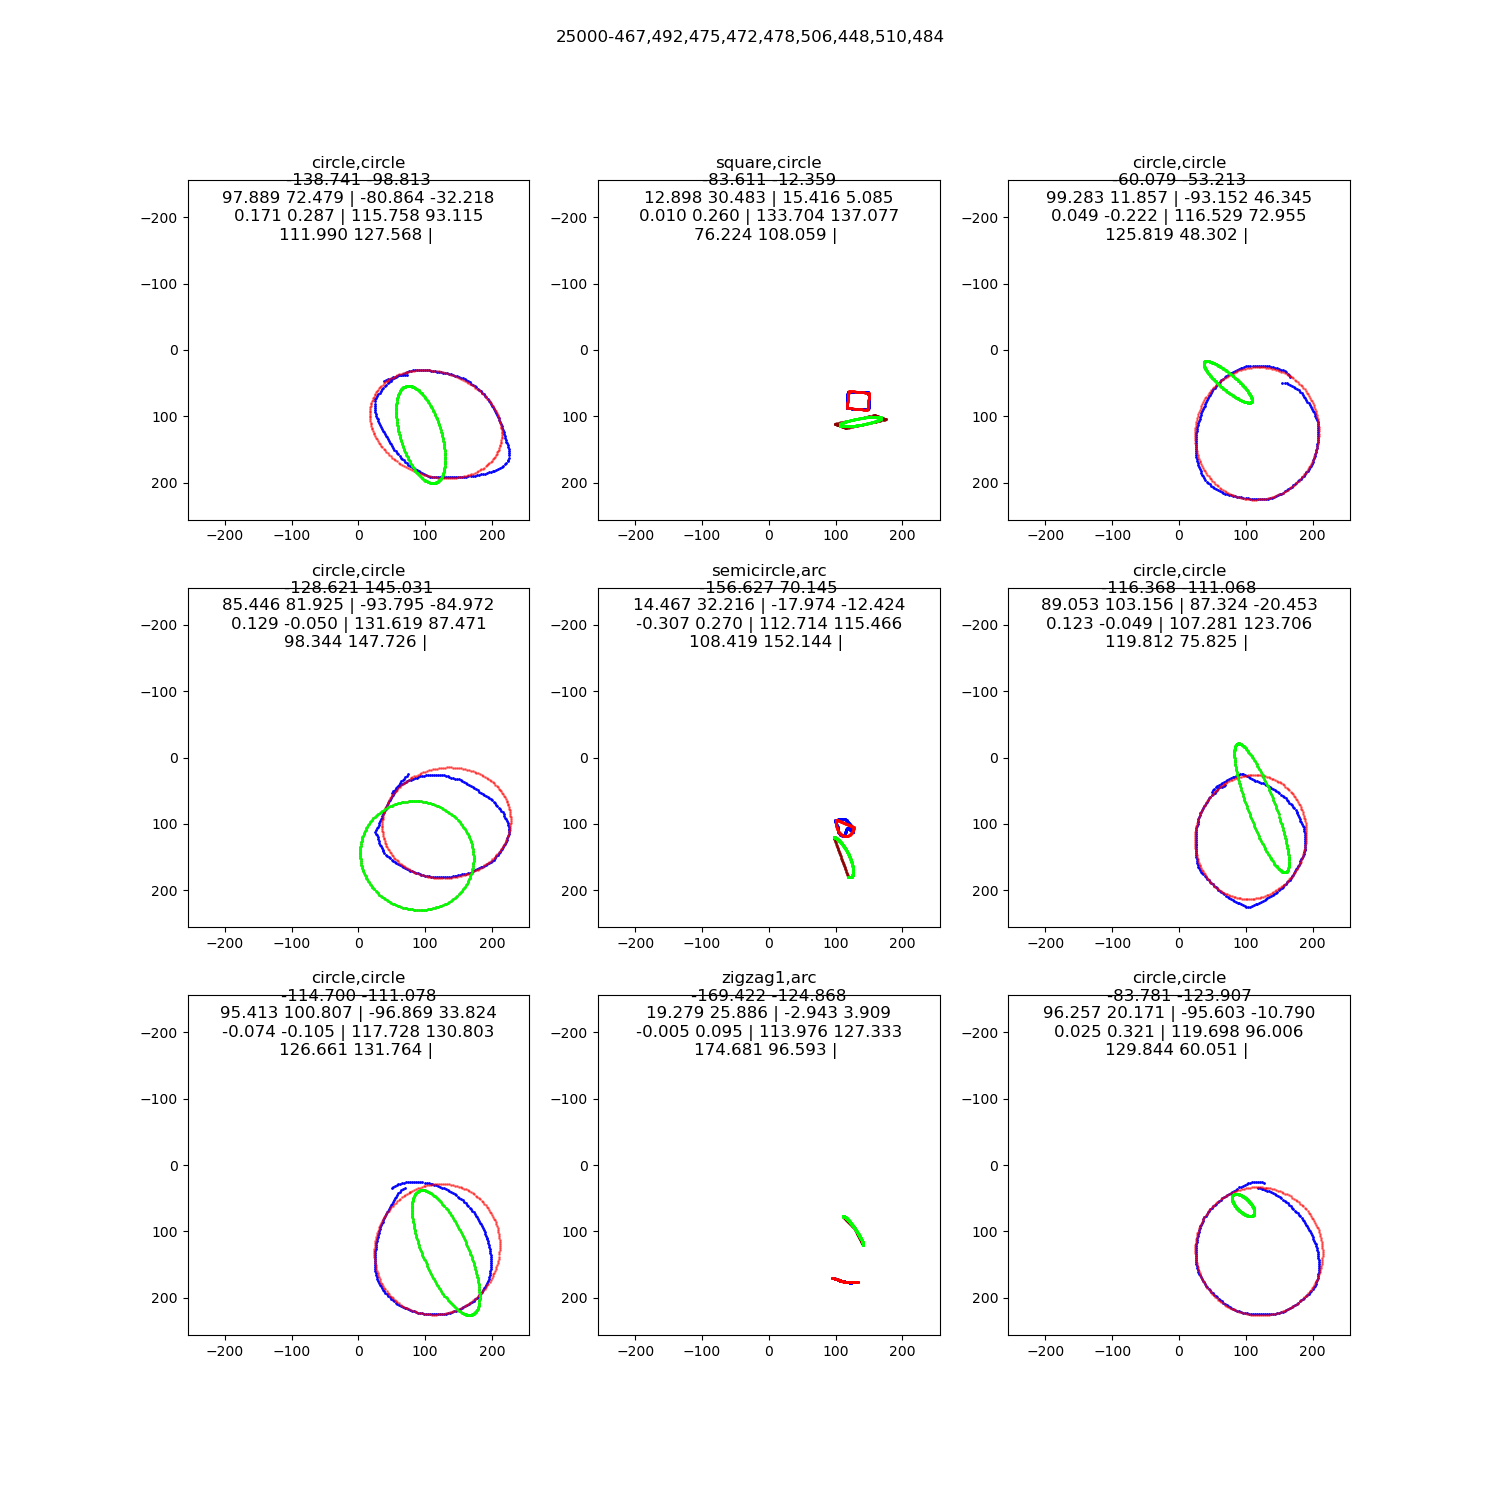 25000-467,492,475,472,478,506,448,510,484
circle,circle
-138.741 -98.813
97.889 72.479 | -80.864 -32.218
0.171 0.287 | 115.758 93.115
111.990 127.568 |
−200
−100
0
100
200
−200 −100 0 100 200
square,circle
-83.611 -12.359
12.898 30.483 | 15.416 5.085
0.010 0.260 | 133.704 137.077
76.224 108.059 |
−200
−100
0
100
200
−200 −100 0 100 200
circle,circle
-60.079 -53.213
99.283 11.857 | -93.152 46.345
0.049 -0.222 | 116.529 72.955
125.819 48.302 |
−200
−100
0
100
200
−200 −100 0 100 200
circle,circle
-128.621 145.031
85.446 81.925 | -93.795 -84.972
0.129 -0.050 | 131.619 87.471
98.344 147.726 |
−200
−100
0
100
200
−200 −100 0 100 200
semicircle,arc
-156.627 70.145
14.467 32.216 | -17.974 -12.424
-0.307 0.270 | 112.714 115.466
108.419 152.144 |
−200
−100
0
100
200
−200 −100 0 100 200
circle,circle
-116.368 -111.068
89.053 103.156 | 87.324 -20.453
0.123 -0.049 | 107.281 123.706
119.812 75.825 |
−200
−100
0
100
200
−200 −100 0 100 200
circle,circle
-114.700 -111.078
95.413 100.807 | -96.869 33.824
-0.074 -0.105 | 117.728 130.803
126.661 131.764 |
−200
−100
0
100
200
−200 −100 0 100 200
zigzag1,arc
-169.422 -124.868
19.279 25.886 | -2.943 3.909
-0.005 0.095 | 113.976 127.333
174.681 96.593 |
−200
−100
0
100
200
−200 −100 0 100 200
circle,circle
-83.781 -123.907
96.257 20.171 | -95.603 -10.790
0.025 0.321 | 119.698 96.006
129.844 60.051 |
−200
−100
0
100
200
−200 −100 0 100 200